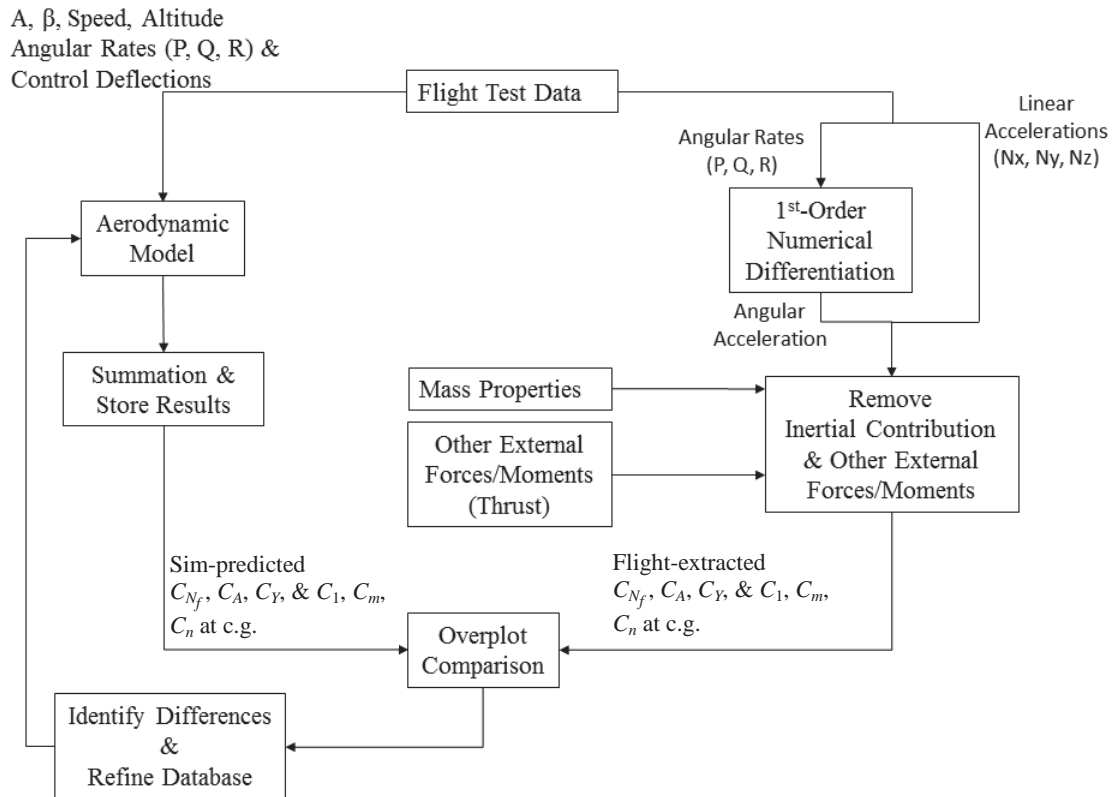 A, β, Speed, Altitude
Angular Rates (P, Q, R) &
Control Deflections
Flight Test Data
Linear
Accelerations
(Nx, Ny, Nz)
Angular Rates
(P, Q, R)
Aerodynamic
Model
1st-Order
Numerical
Differentiation
Angular
Acceleration
Summation &
Store Results
Mass Properties
Other External
Forces/Moments
(Thrust)
Remove
Inertial Contribution
& Other External
Forces/Moments
Sim-predicted
C_{N_f}, C_A, C_Y, & C_1, C_m,
C_n at c.g.
Flight-extracted
C_{N_f}, C_A, C_Y, & C_1, C_m,
C_n at c.g.
Overplot
Comparison
Identify Differences
&
Refine Database